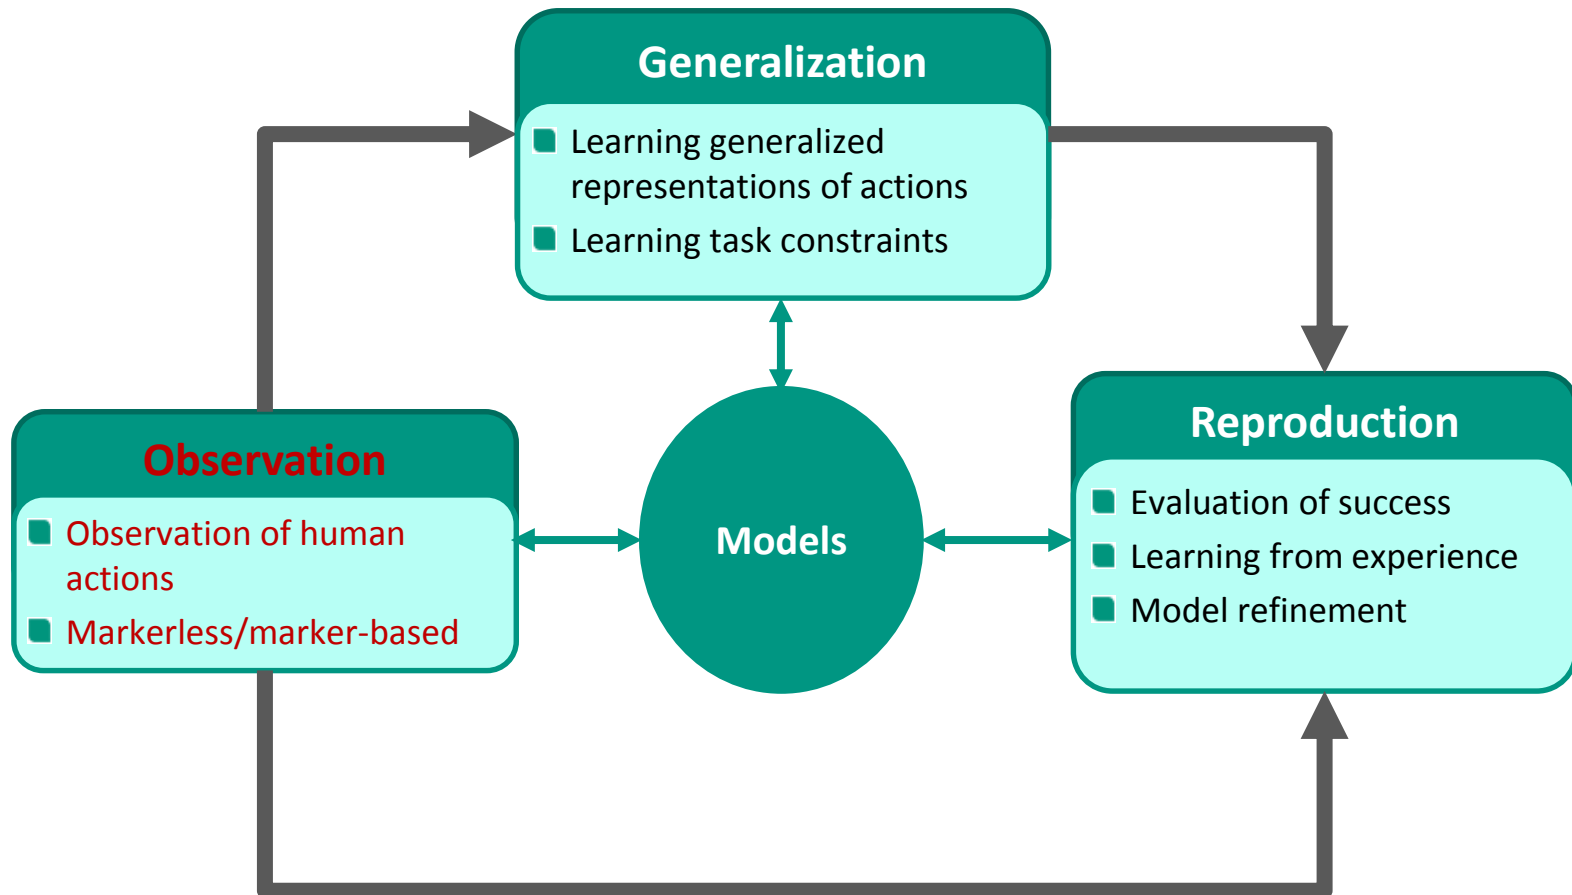 Generalization
Learning generalized
representations of actions
Learning task constraints
Observation
Observation of human
actions
Markerless/marker-based
Models
Reproduction
Evaluation of success
Learning from experience
Model refinement